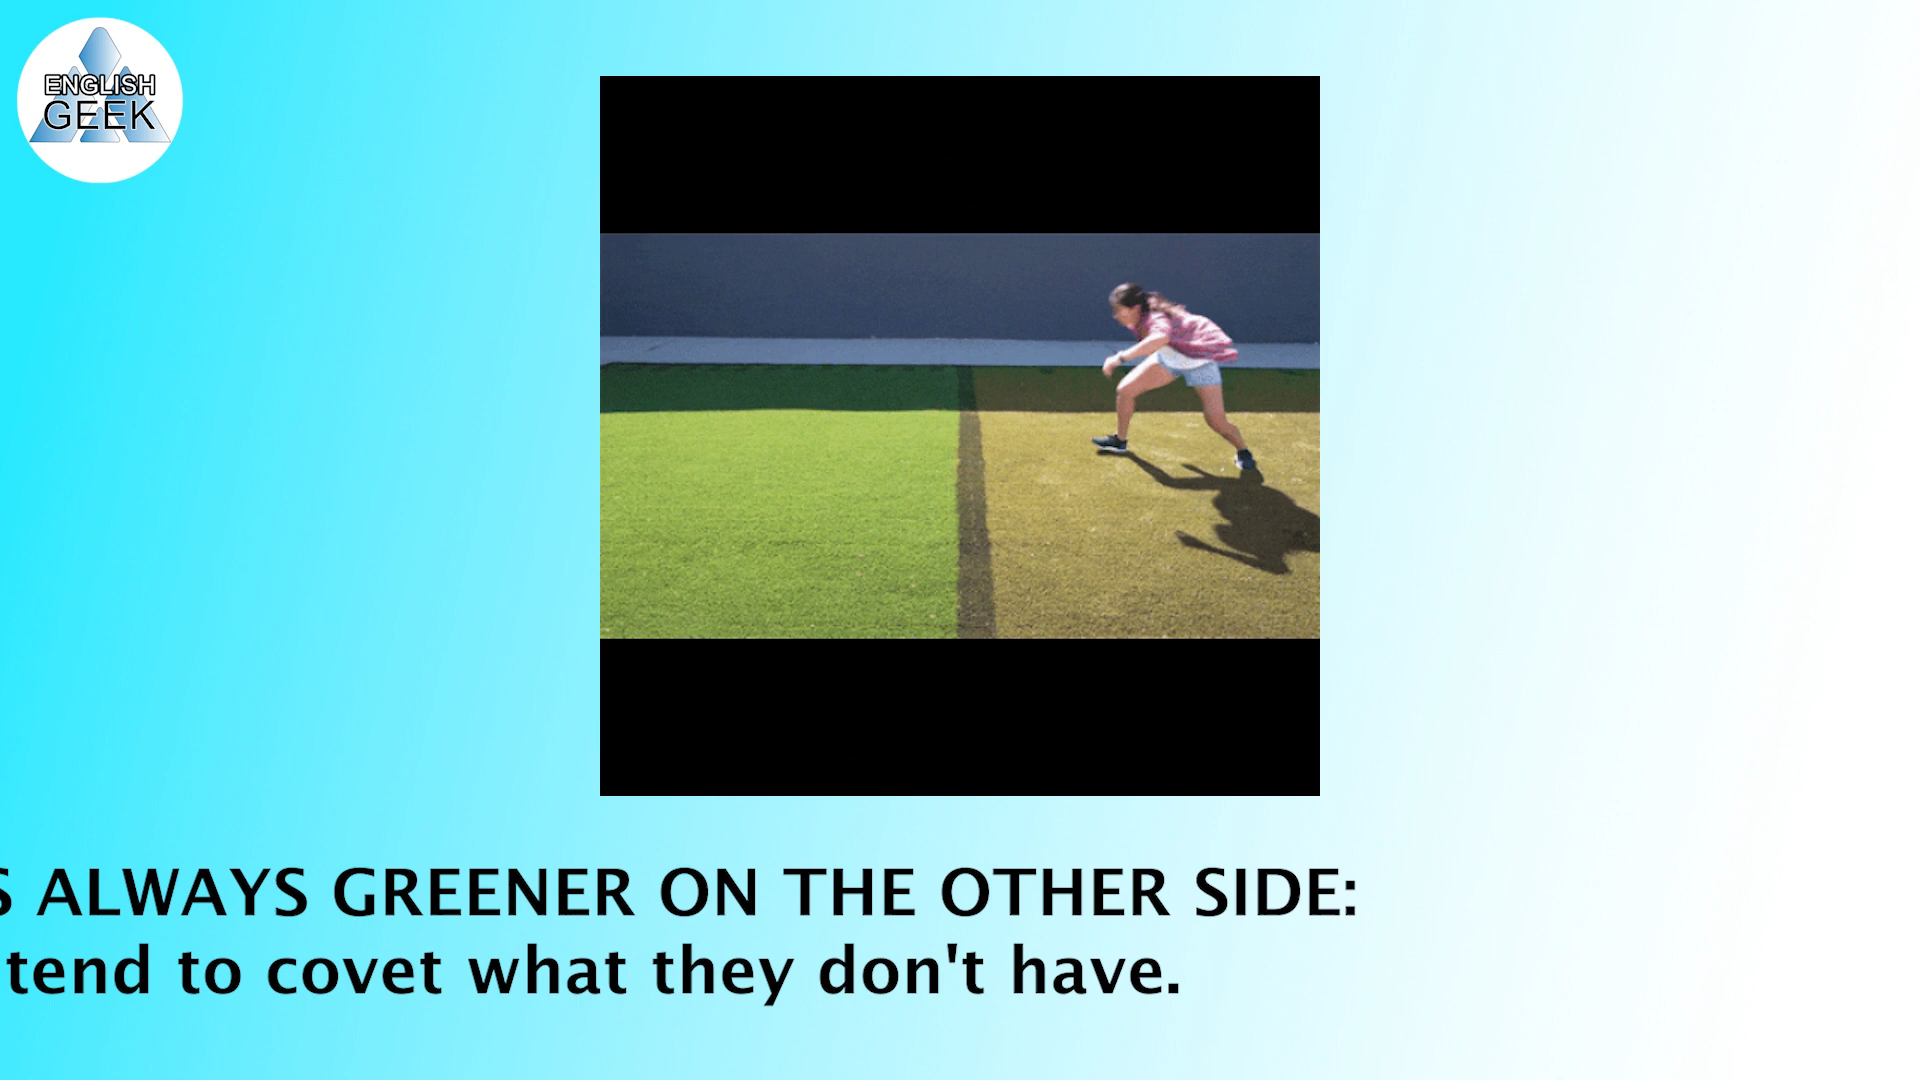 ENGLISH
GEEK
ALWAYS GREENER ON THE OTHER SIDE:
tend to covet what they don't have.